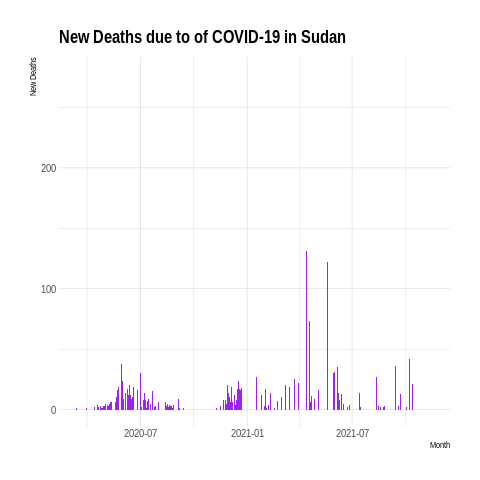 New Deaths due to of COVID-19 in Sudan
New Deaths
200
100
0
2020-07
2021-01
2021-07
Month